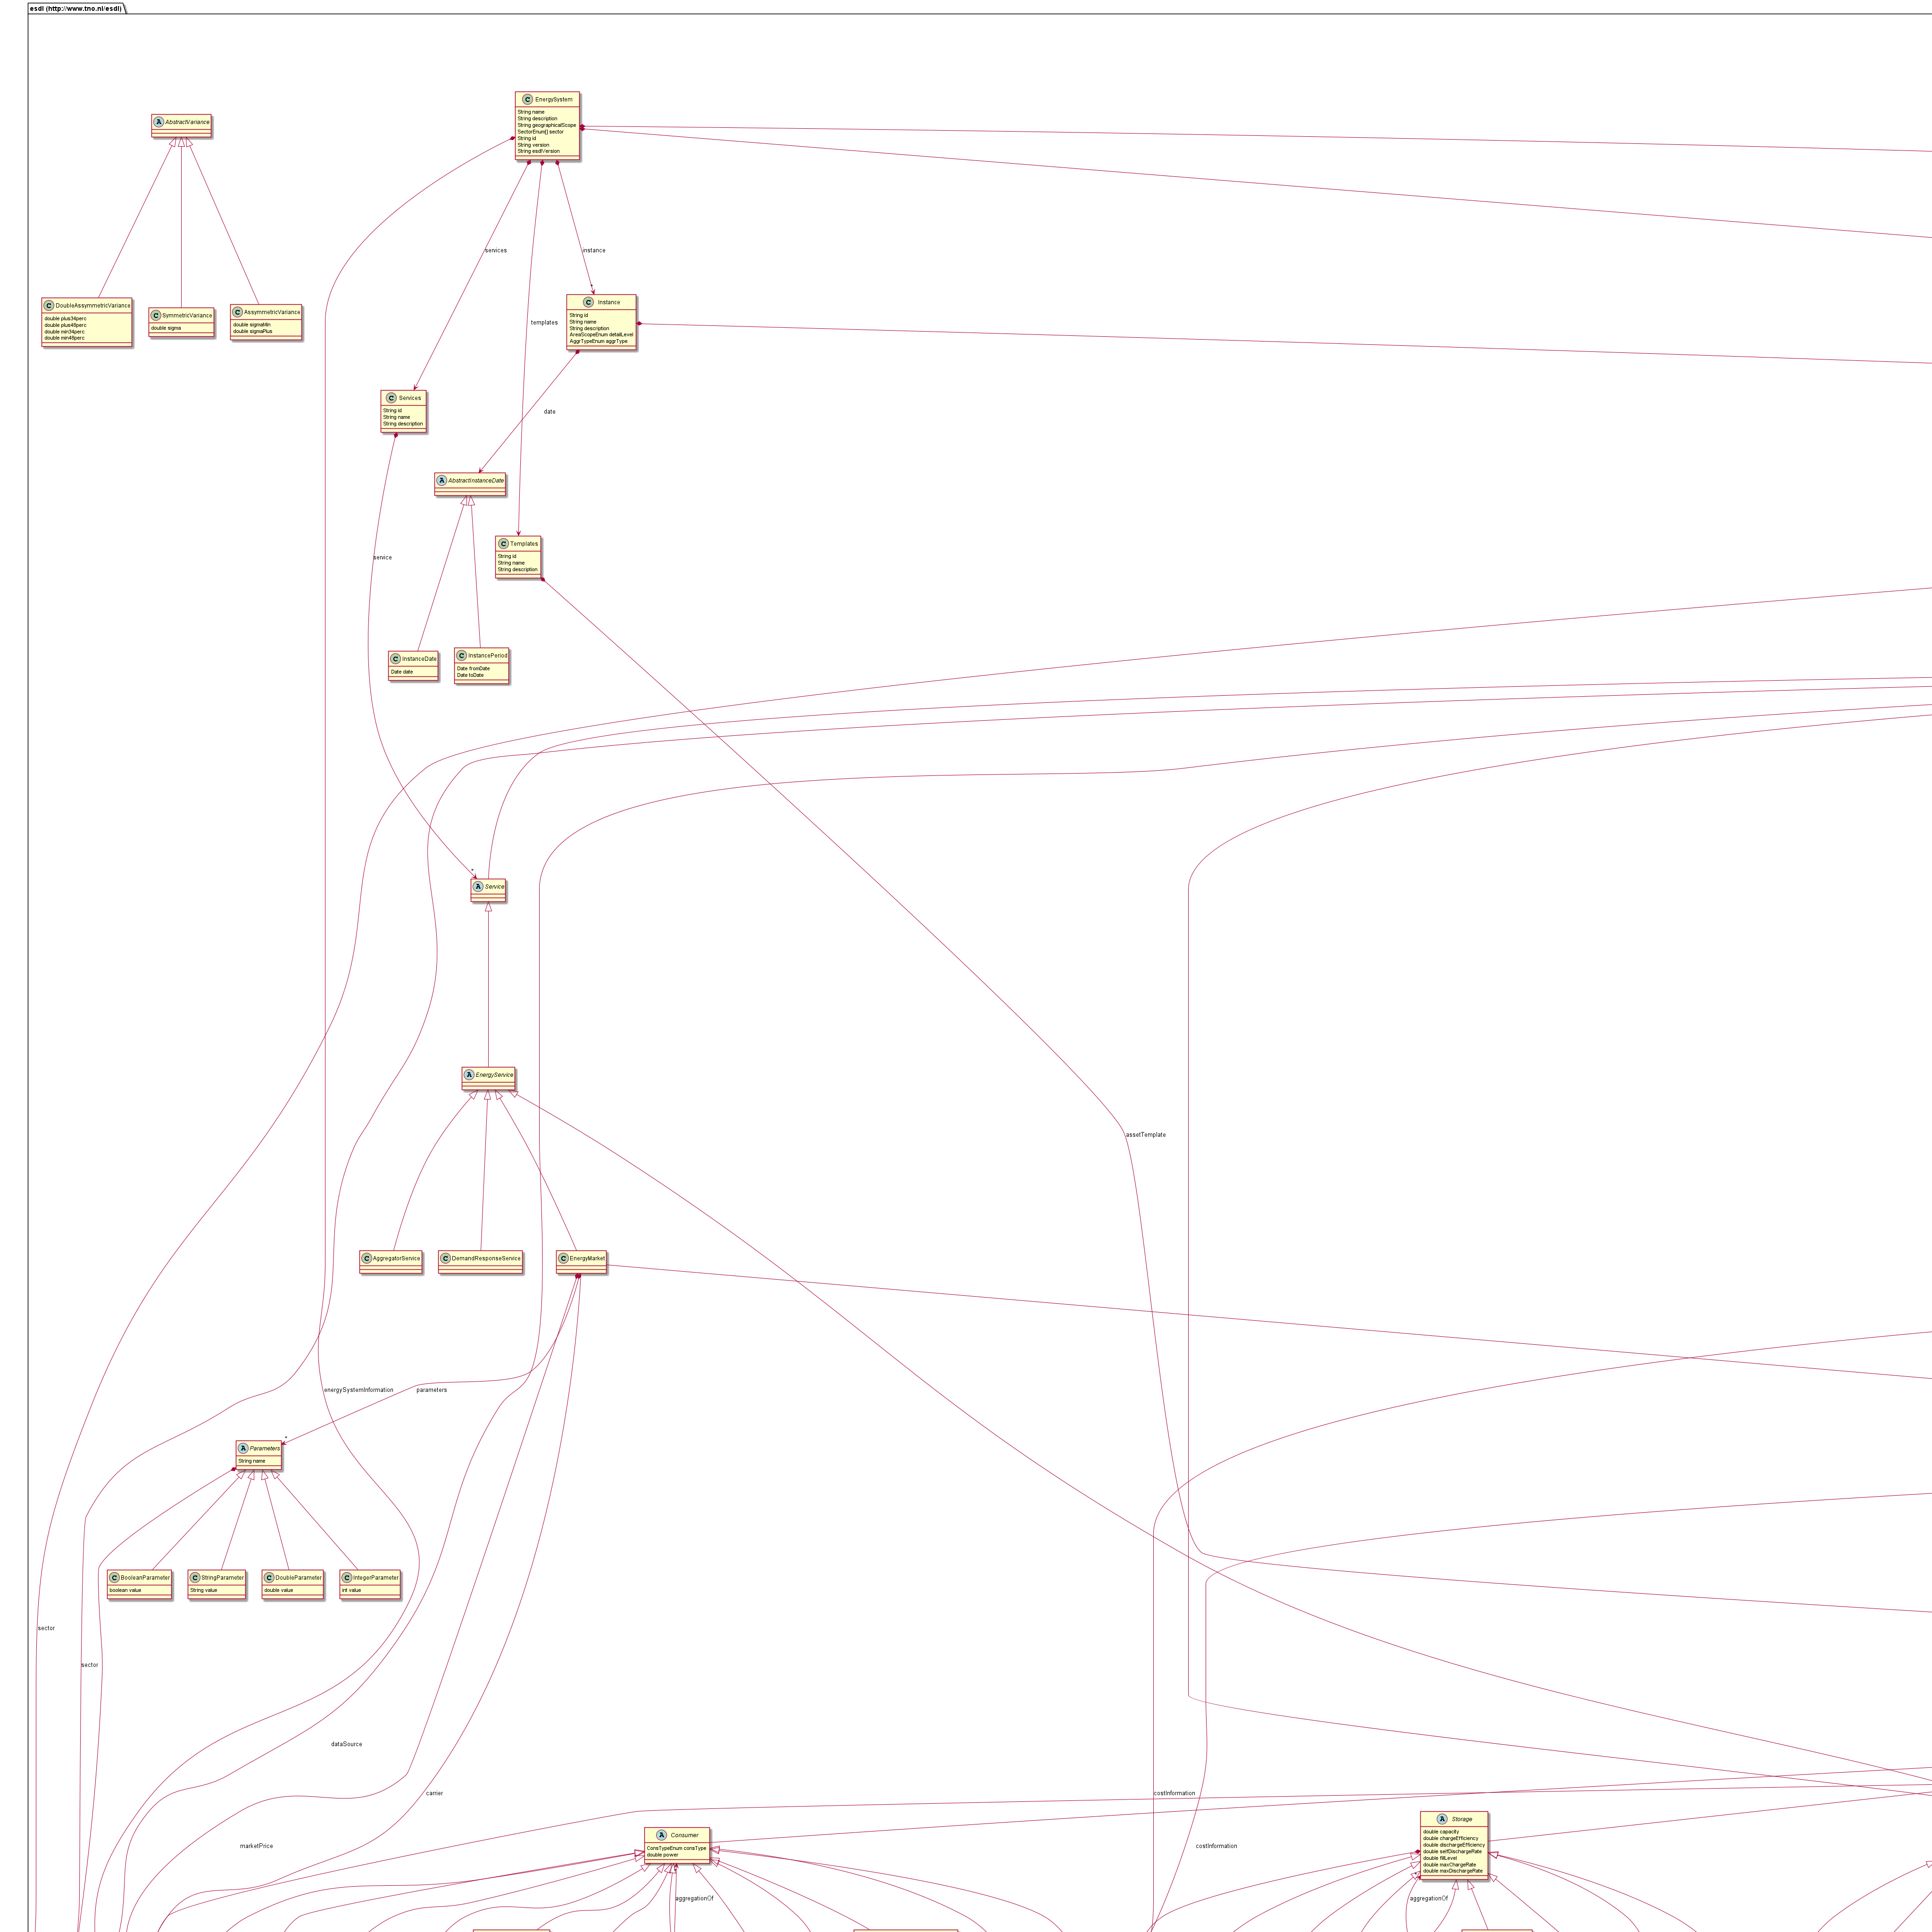 esdl (http://www.tno.nl/esdl)
C EnergySystem
String name
String description
String geographicalScope
SectorEnum[] sector
String id
String version
String esdlVersion
A AbstractVariance
services
instance
*
C DoubleAssymmetricVariance
double plus34perc
double plus48perc
double min34perc
double min48perc
C SymmetricVariance
double sigma
C AssymmetricVariance
double sigmaMin
double sigmaPlus
C Instance
String id
String name
String description
AreaScopeEnum detailLevel
AggrTypeEnum aggrType
templates
C Services
String id
String name
String description
date
A AbstractInstanceDate
C Templates
String id
String name
String description
service
C InstanceDate
Date date
C InstancePeriod
Date fromDate
Date toDate
*
A Service
A EnergyService
assetTemplate
C AggregatorService
C DemandResponseService
C EnergyMarket
energySystemInformation
parameters
*
A Parameters
String name
C BooleanParameter
boolean value
C StringParameter
String value
C DoubleParameter
double value
C IntegerParameter
int value
sector
sector
dataSource
carrier
costInformation
marketPrice
costInformation
A Consumer
ConsTypeEnum consType
double power
A Storage
double capacity
double chargeEfficiency
double dischargeEfficiency
double selfDischargeRate
double fillLevel
double maxChargeRate
double maxDischargeRate
aggregationOf
aggregationOf